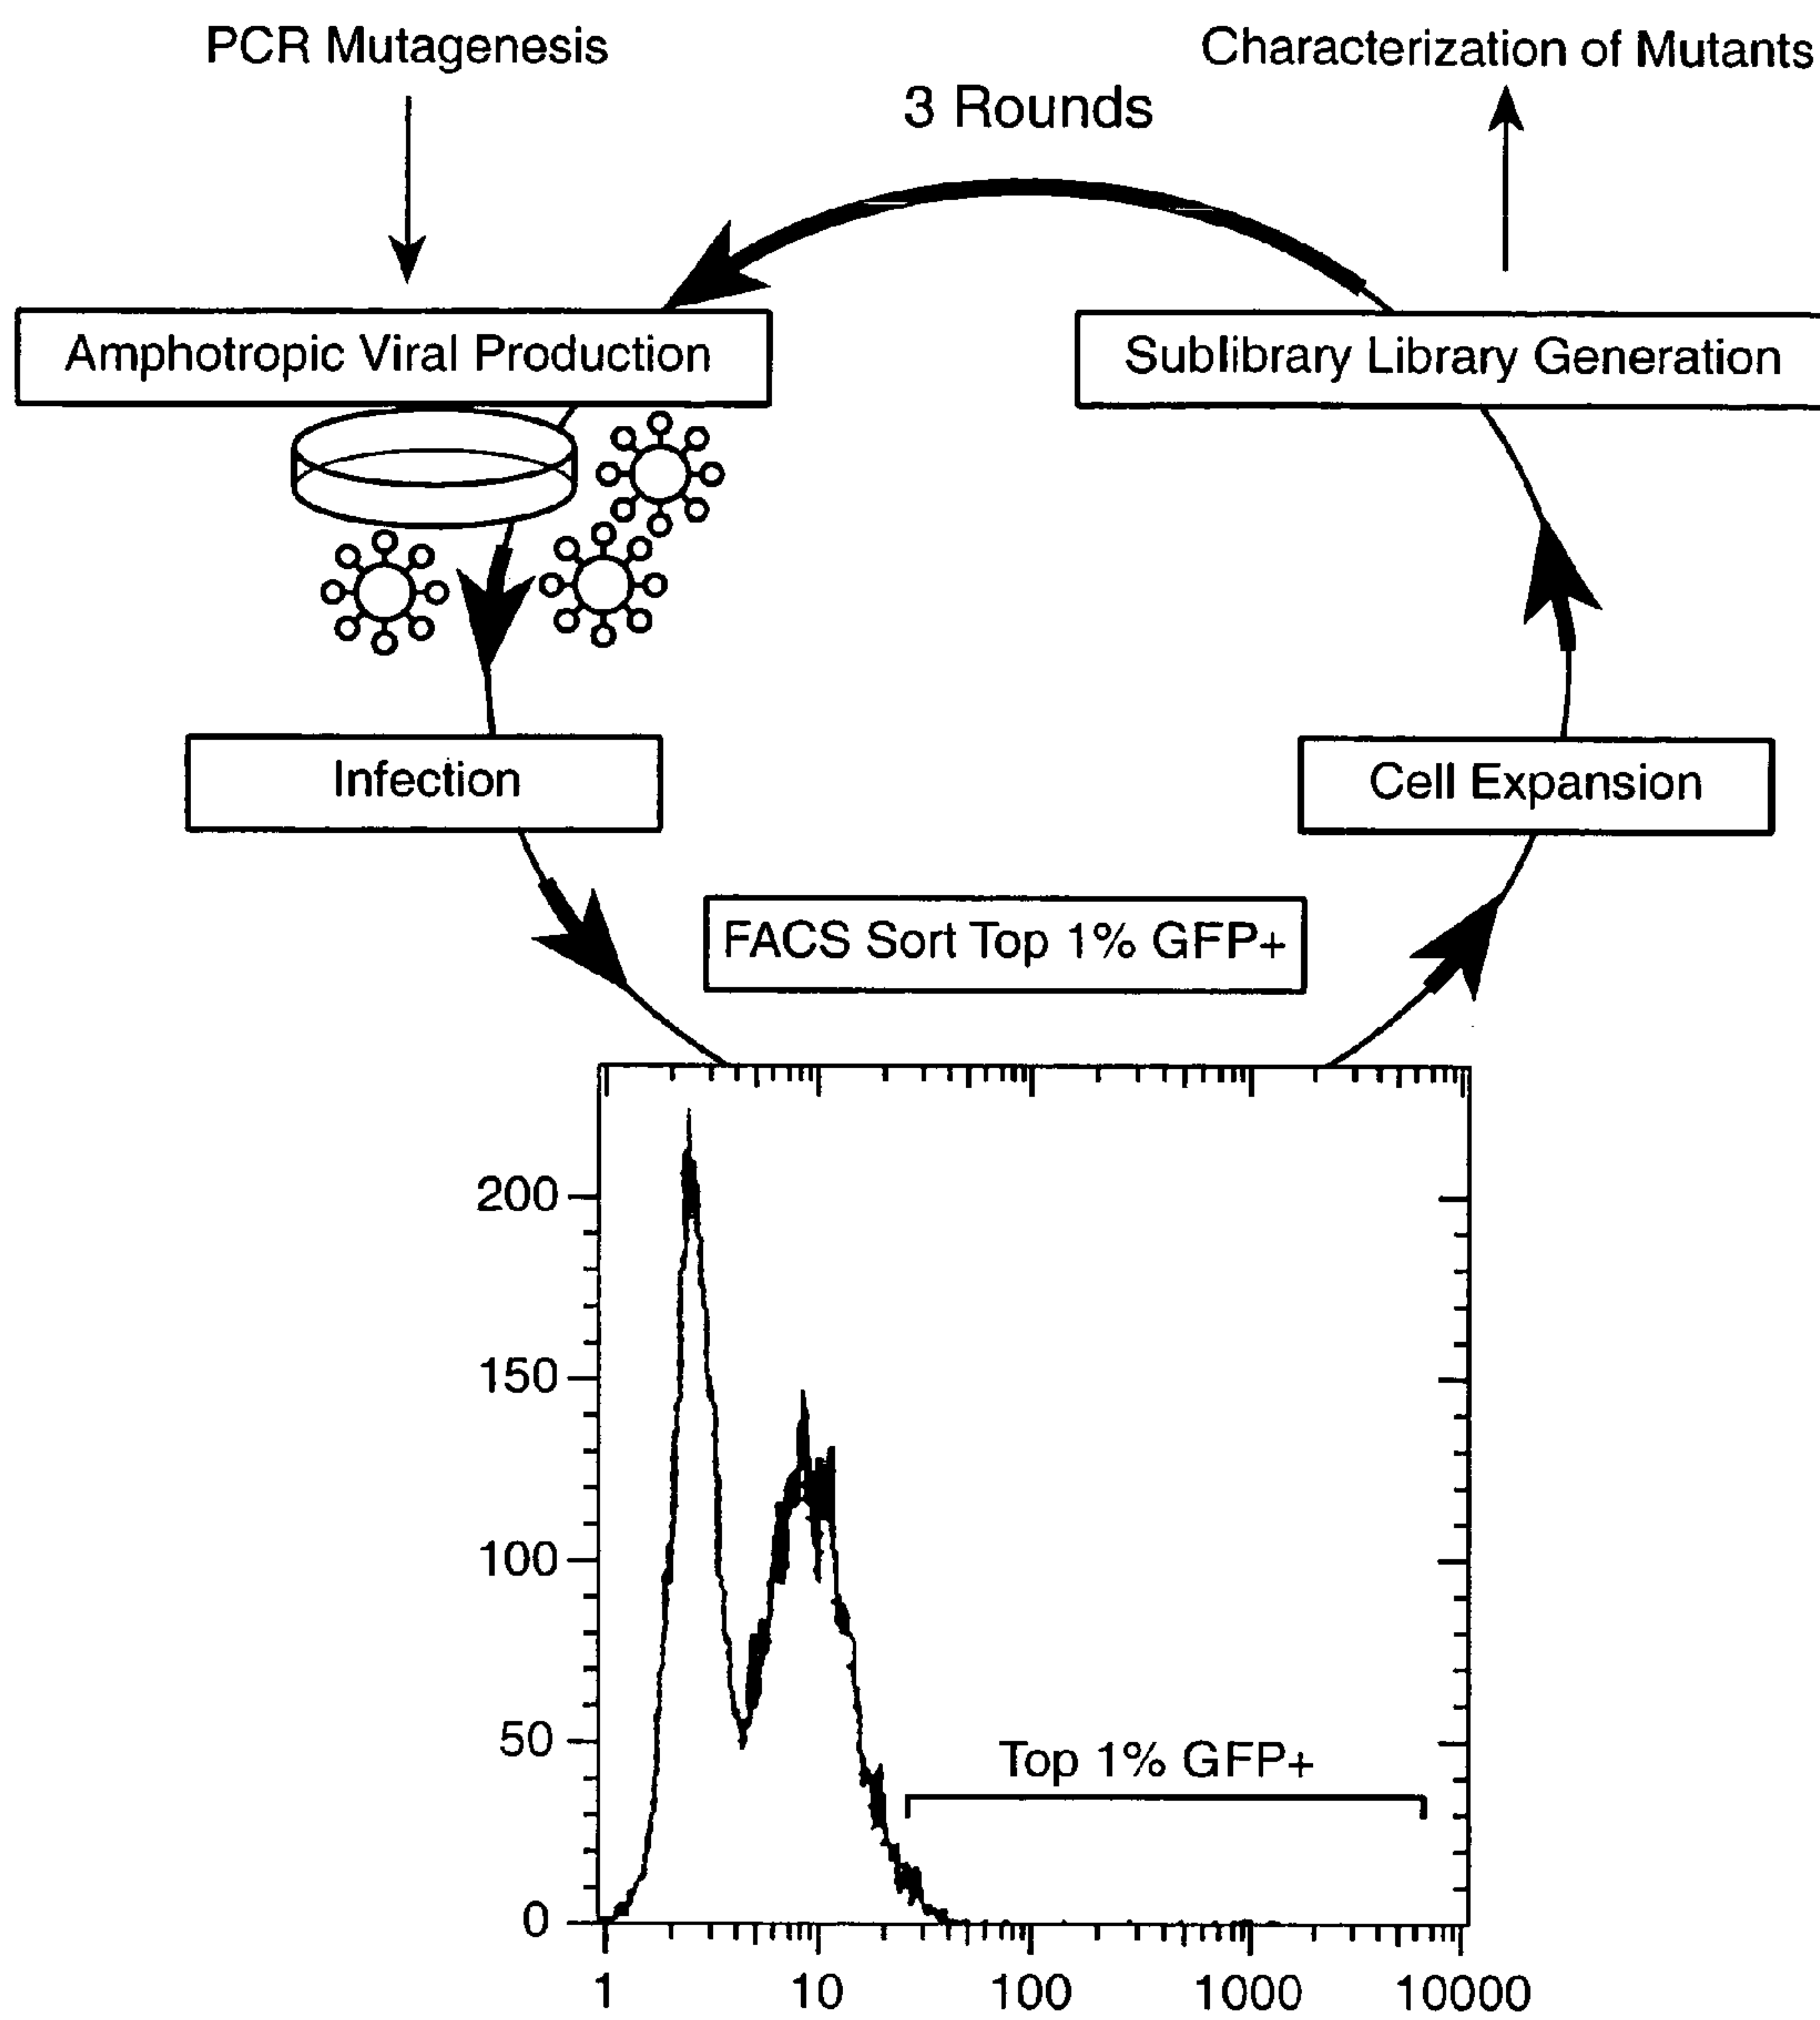 PCR Mutagenesis
Characterization of Mutants
3 Rounds
Amphotropic Viral Production
Sublibrary Library Generation
Infection
Cell Expansion
FACS Sort Top 1% GFP+
200
150
100
50
Top 1% GFP+
0
1 10 100 1000 10000